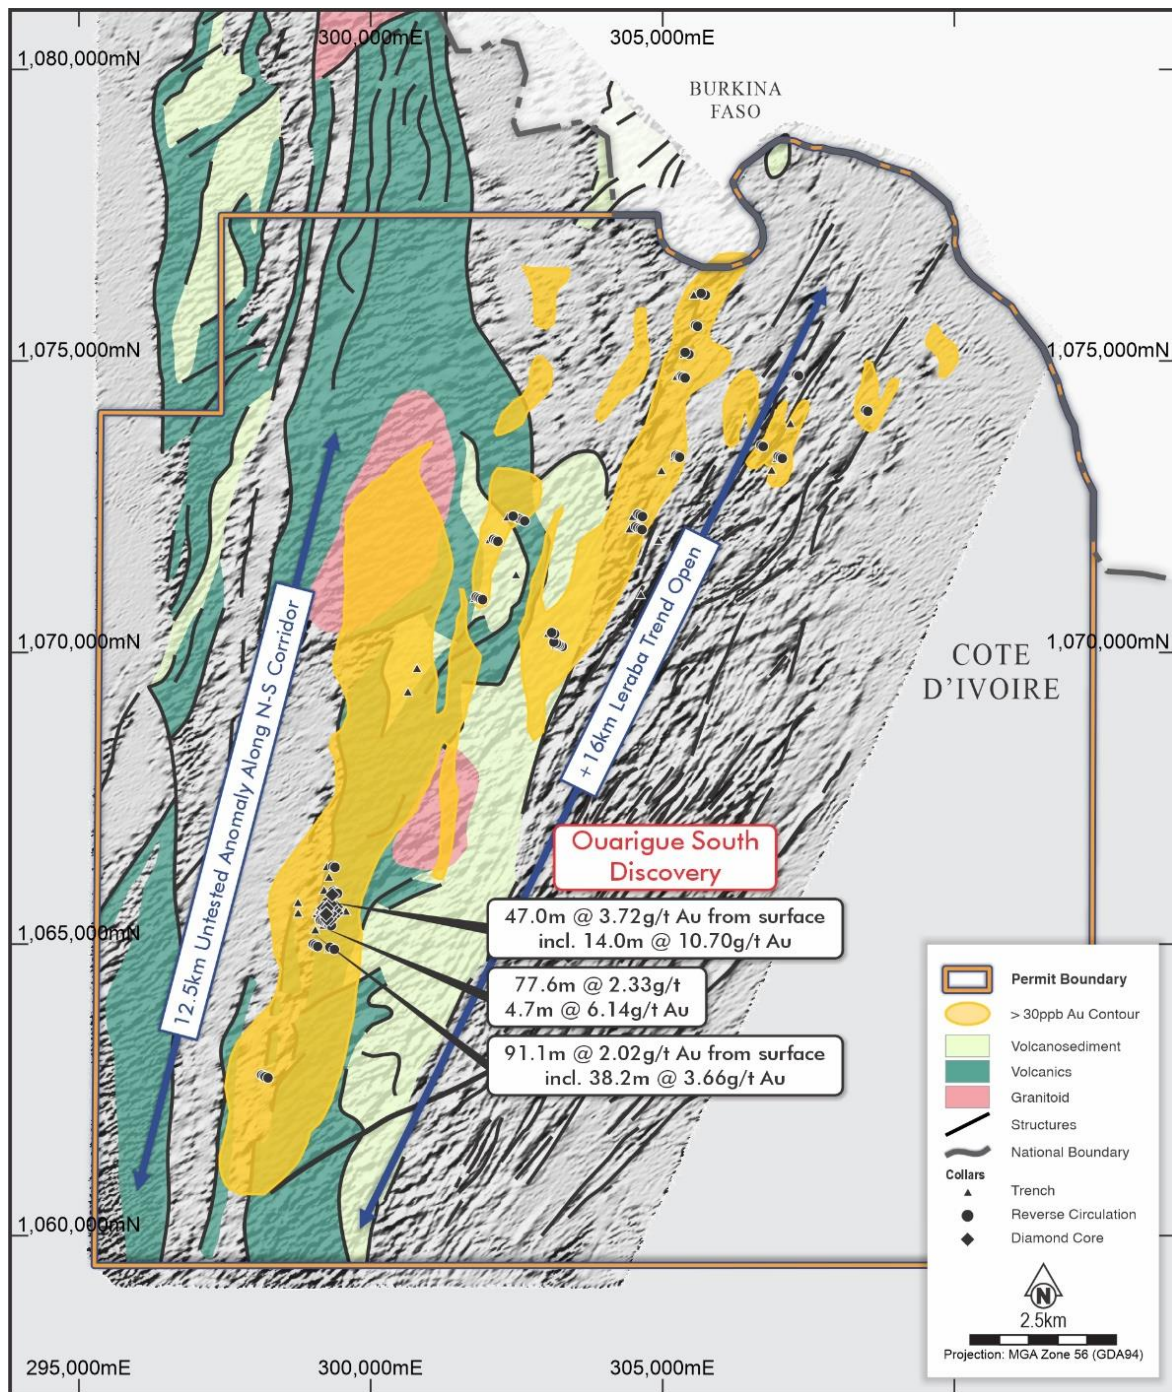 300,000mE
305,000mE
1,080,000mN
BURKINA
FASO
1,075,000mN
1,075,000mN
1,070,000mN
1,070,000mN
COTE
D'IVOIRE
12.5km Untested Anomaly Along N-S Corridor
+16km Leraba Trend Open
Ouarigue South
Discovery
47.0m @ 3.72g/t Au from surface
incl. 14.0m @ 10.70g/t Au
1,065,000mN
77.6m @ 2.33g/t
4.7m @ 6.14g/t Au
91.1m @ 2.02g/t Au from surface
incl. 38.2m @ 3.66g/t Au
1,060,000mN
Permit Boundary
> 30ppb Au Contour
Volcanosediment
Volcanics
Granitoid
Structures
National Boundary
Collars
Trench
Reverse Circulation
Diamond Core
N
2.5km
Projection: MGA Zone 56 (GDA94)
295,000mE
300,000mE
305,000mE